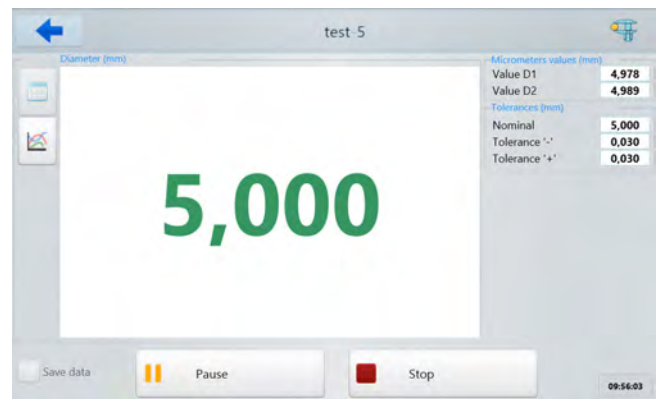 test-5
Diameter (mm)
5,000
Micrometers values (mm)
Value D1 4,978
Value D2 4,989
Tolerances (mm)
Nominal 5,000
Tolerance '-' 0,030
Tolerance '+' 0,030
Save data
Pause
Stop
09:56:03